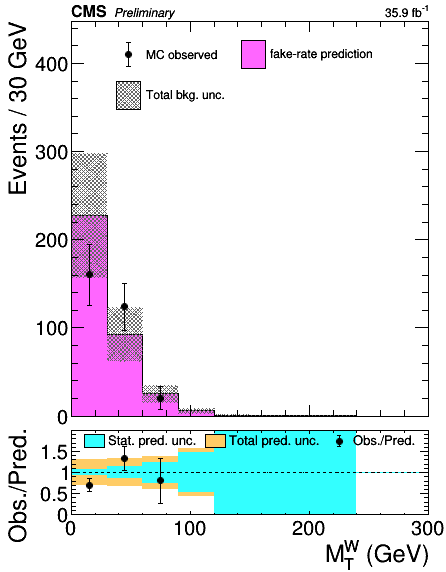 CMS Preliminary 35.9 fb⁻¹
Events / 30 GeV
400
300
200
100
0
MC observed
fake-rate prediction
Total bkg. unc.
Obs./Pred.
1.5
1
0.5
0
Stat. pred. unc. Total pred. unc. Obs./Pred.
0 100 200 300
M_T^W (GeV)